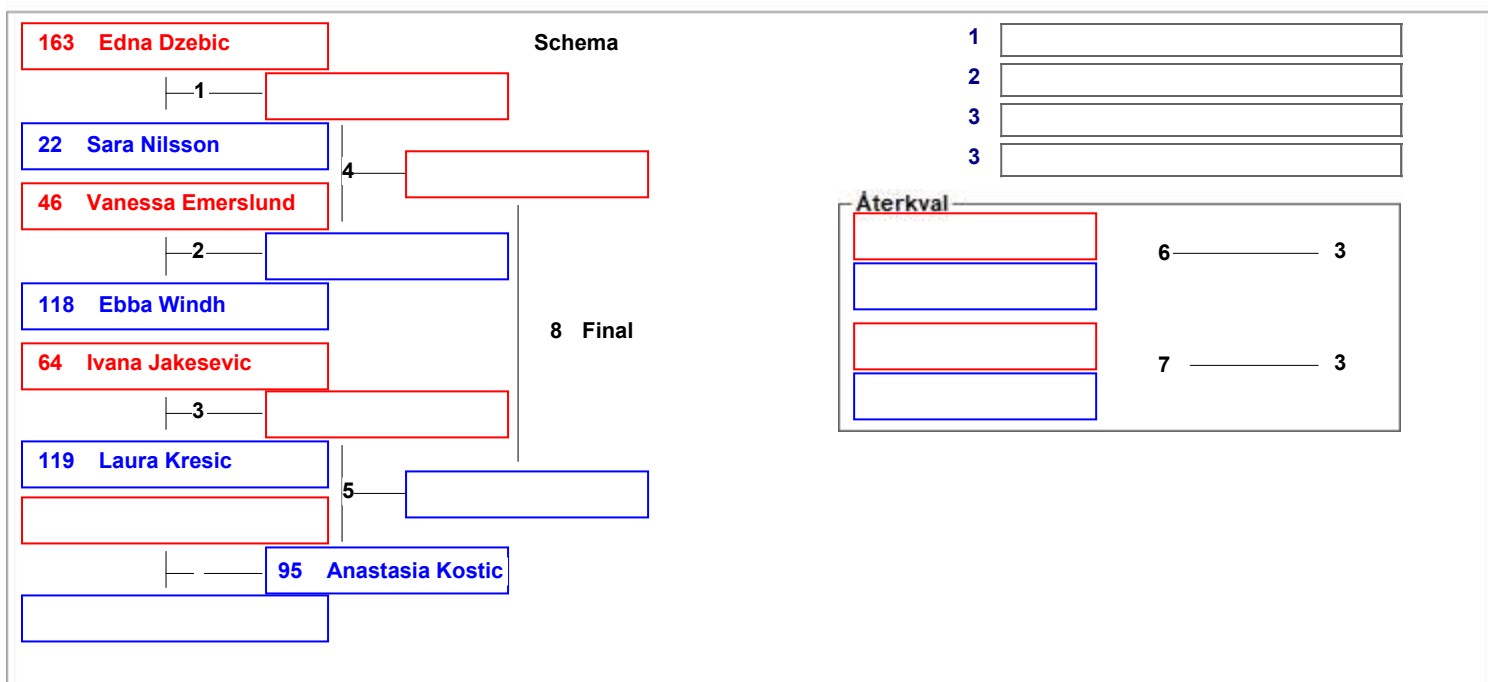 163 Edna Dzebic
Schema
1
22 Sara Nilsson
4
46 Vanessa Emerslund
2
118 Ebba Windh
8 Final
64 Ivana Jakesevic
3
119 Laura Kresic
5
95 Anastasia Kostic
1
2
3
3
Återkval
6 3
7 3